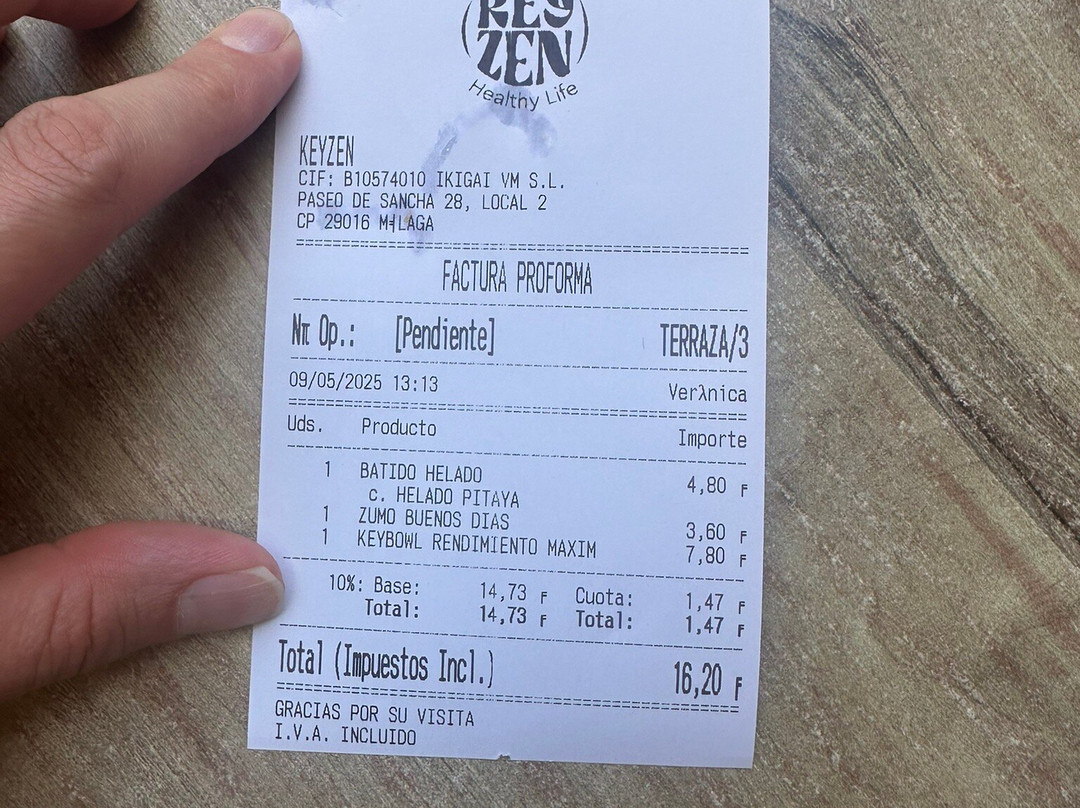 KEY
ZEN
Healthy Life
KEYZEN
CIF: B10574010 IKIGAI VM S.L.
PASEO DE SANCHA 28, LOCAL 2
CP 29016 M╡LAGA
FACTURA PROFORMA
Nπ Op.: [Pendiente] TERRAZA/3
09/05/2025 13:13 Verλnica
Uds. Producto Importe
1 BATIDO HELADO 4,80 ₣
c. HELADO PITAYA
1 ZUMO BUENOS DIAS 3,60 ₣
1 KEYBOWL RENDIMIENTO MAXIM 7,80 ₣
10%: Base: 14,73 ₣ Cuota: 1,47 ₣
Total: 14,73 ₣ Total: 1,47 ₣
Total (Impuestos Incl.) 16,20 ₣
GRACIAS POR SU VISITA
I.V.A. INCLUIDO